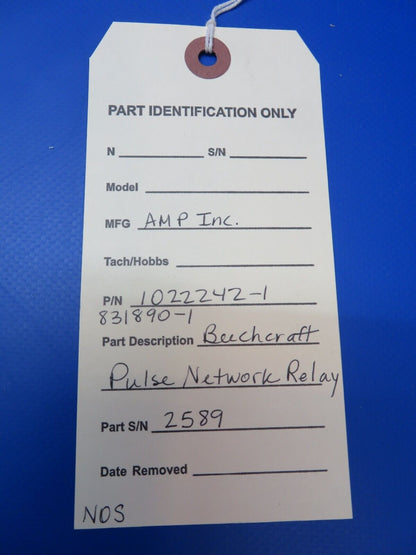 PART IDENTIFICATION ONLY
N S/N
Model
MFG AMP Inc.
Tach/Hobbs
P/N 1022242-1
831890-1
Part Description Beechcraft
Pulse Network Relay
Part S/N 2589
Date Removed
NOS